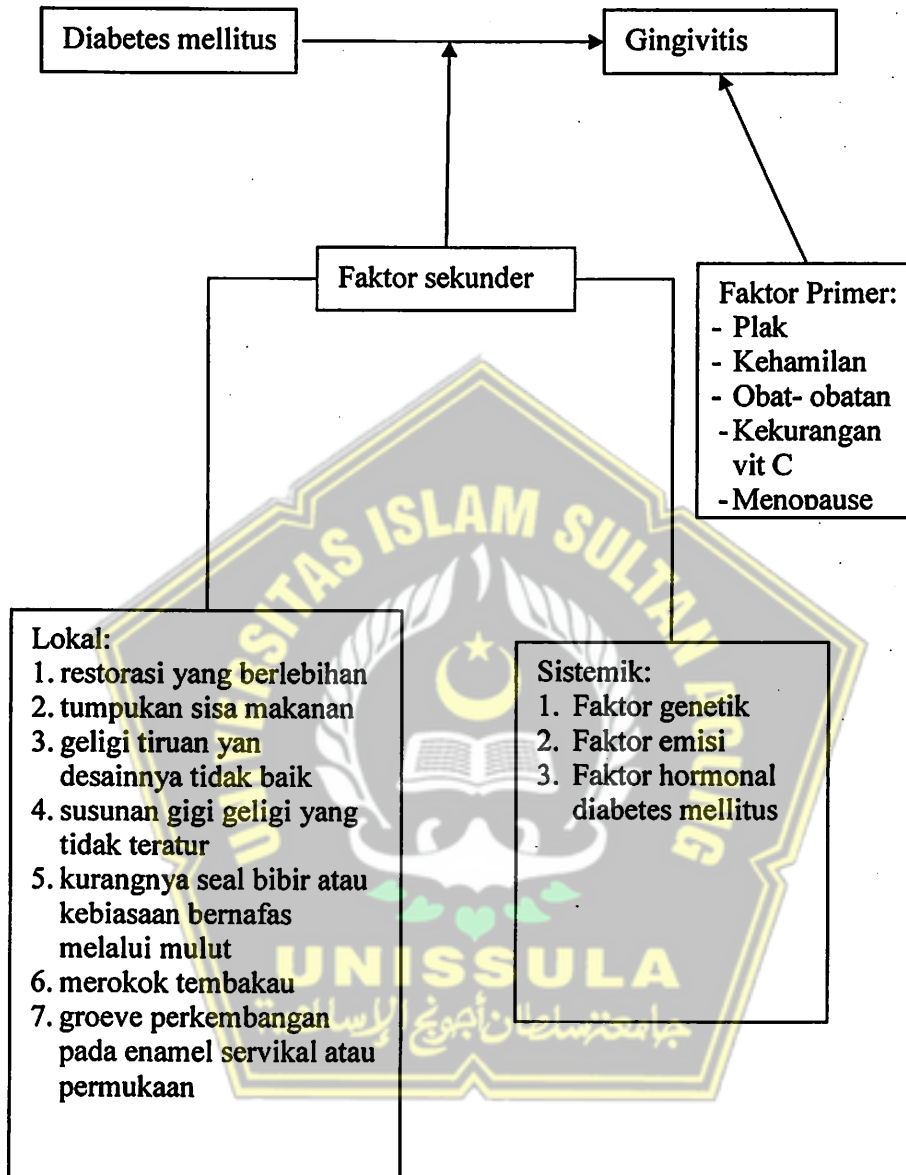 Diabetes mellitus
Gingivitis
Faktor sekunder
Faktor Primer:
- Plak
- Kehamilan
- Obat- obatan
- Kekurangan
vit C
- Menopause
Lokal:
1. restorasi yang berlebihan
2. tumpukan sisa makanan
3. geligi tiruan yan
desainnya tidak baik
4. susunan gigi geligi yang
tidak teratur
5. kurangnya seal bibir atau
kebiasaan bernafas
melalui mulut
6. merokok tembakau
7. groeve perkembangan
pada enamel servikal atau
permukaan
Sistemik:
1. Faktor genetik
2. Faktor emisi
3. Faktor hormonal
diabetes mellitus
UNIVERSITAS ISLAM SULTAN AGUNG
UNISSULA
جامعة سلطان أجونج الإسلامية